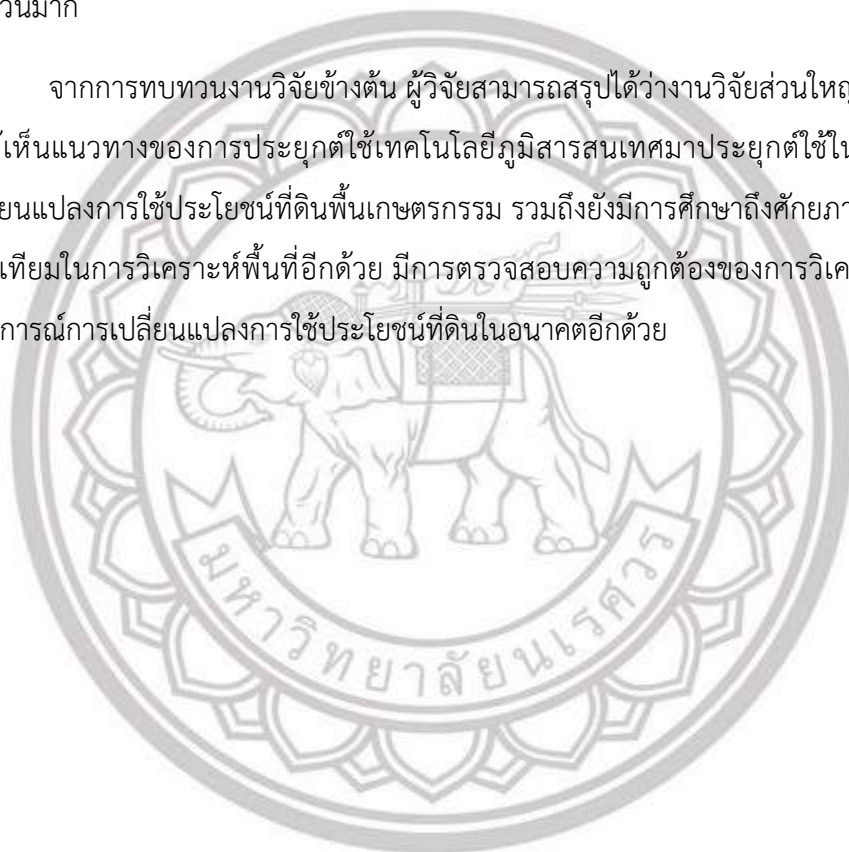 วนมาก
จากการทบทวนงานวิจัยข้างต้น ผู้วิจัยสามารถสรุปได้ว่างานวิจัยส่วนใหญ
เห็นแนวทางของการประยุกต์ใช้เทคโนโลยีภูมิสารสนเทศมาประยุกต์ใช้ใน
ยนแปลงการใช้ประโยชน์ที่ดินพื้นเกษตรกรรม รวมถึงยังมีการศึกษาถึงศักยภา
เทียมในการวิเคราะห์พื้นที่อีกด้วย มีการตรวจสอบความถูกต้องของการวิเค
การณ์การเปลี่ยนแปลงการใช้ประโยชน์ที่ดินในอนาคตอีกด้วย
มหาวิทยาลัยนเรศวร